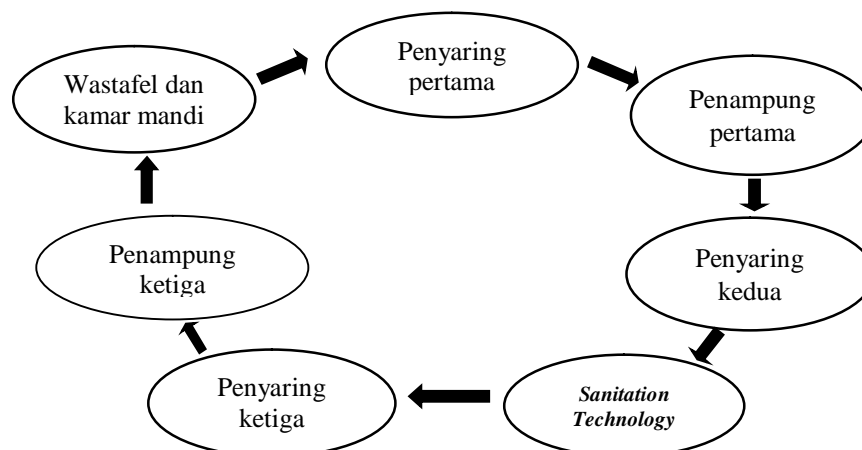 Wastafel dan
kamar mandi
Penyaring
pertama
Penampung
pertama
Penyaring
kedua
Sanitation
Technology
Penyaring
ketiga
Penampung
ketiga